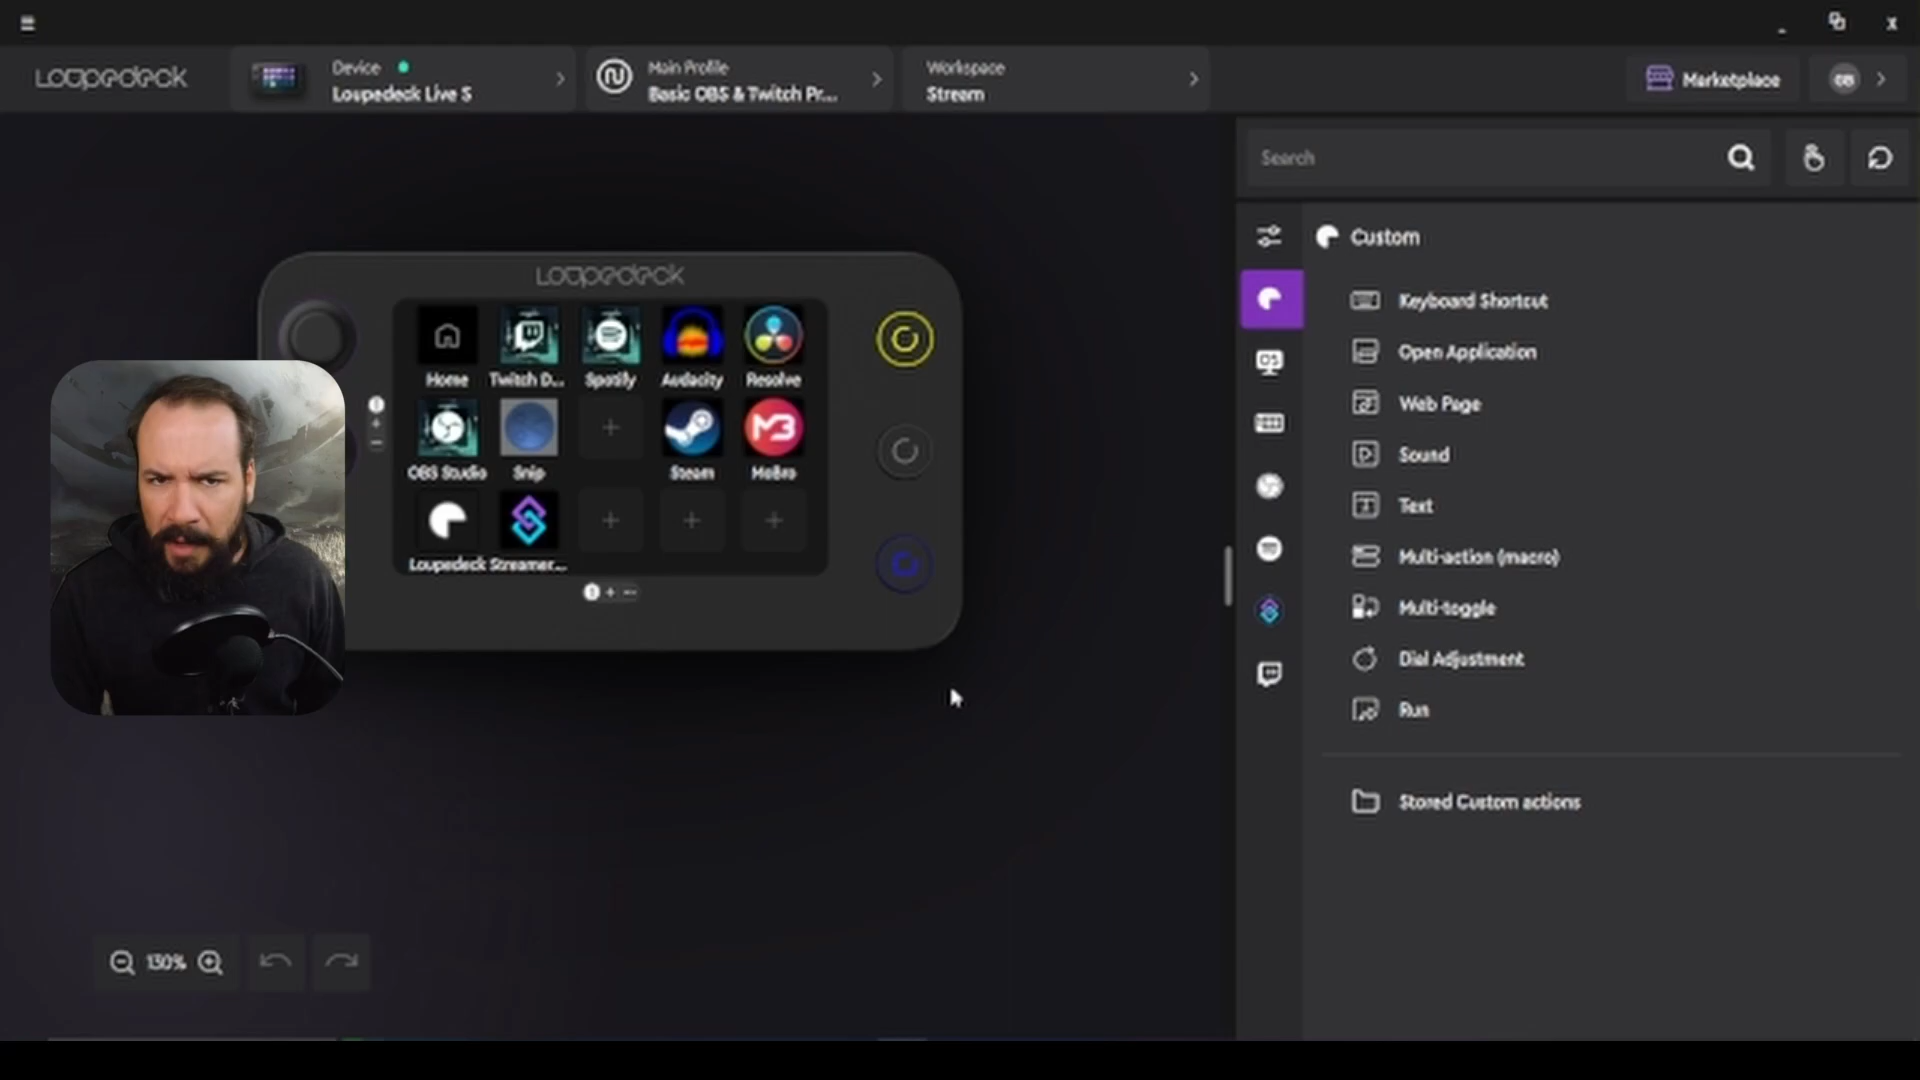 LOUPEDECK
Device
Loupedeck Live S
Main Profile
Basic OBS & Twitch Pr...
Workspace
Stream
Marketplace
GB
Search
Custom
Keyboard Shortcut
Open Application
Web Page
Sound
Text
Multi-action (macro)
Multi-toggle
Dial Adjustment
Run
Stored Custom actions
LOUPEDECK
Home
Twitch D...
Spotify
Audacity
Resolve
OBS Studio
Snip
Steam
MeBro
Loupedeck
Streamer...
130%